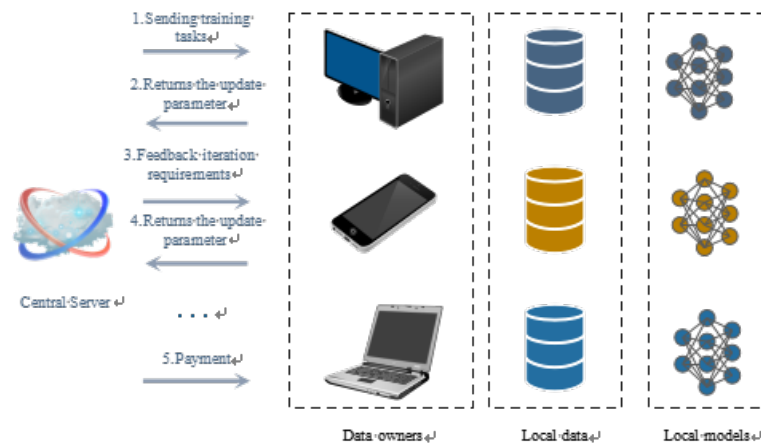 1.Sending training
tasks
2.Returns the update
parameter
3.Feedback iteration
requirements
4.Returns the update
parameter
Central Server
...
5.Payment
Data owners
Local data
Local models